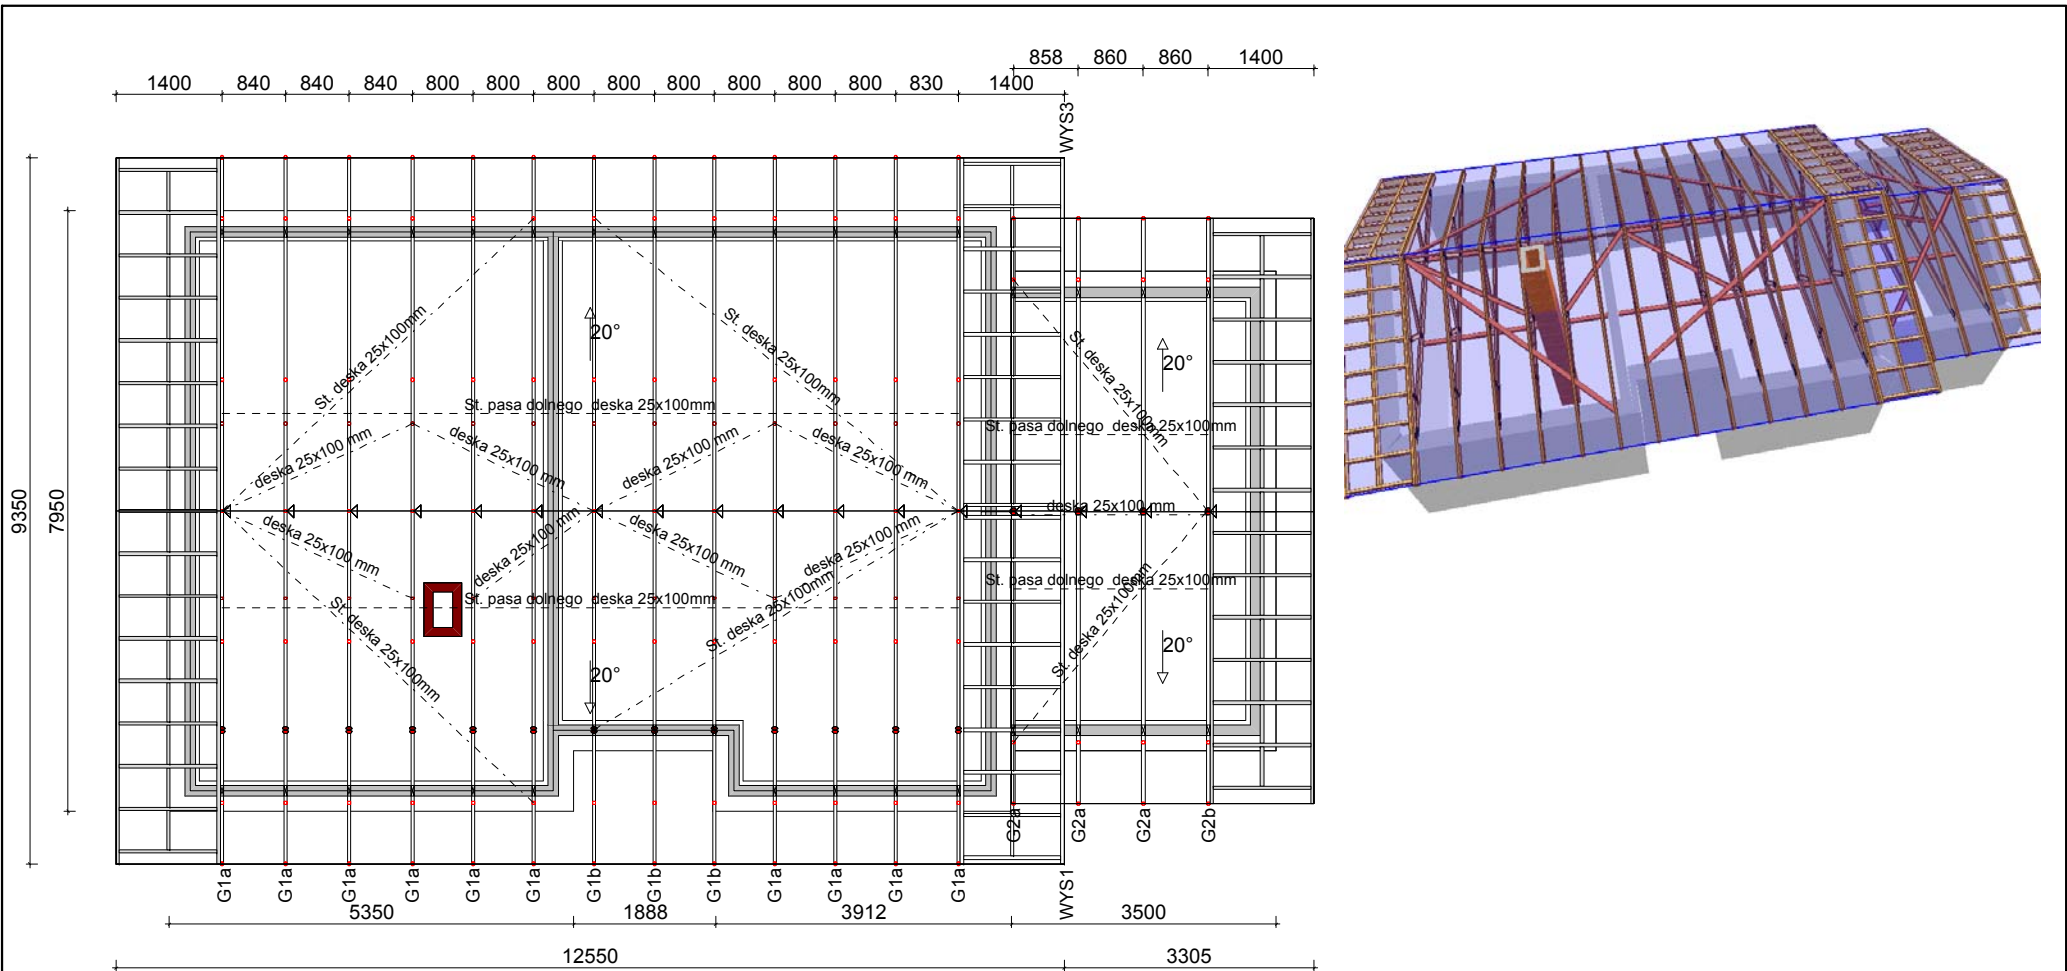 858 860 860 1400
1400 840 840 840 800 800 800 800 800 800 800 800 830 1400
WYS3
9350
7950
St. deska 25x100mm
St. deska 25x100mm
20°
20°
St. deska 25x100mm
St. pasa dolnego deska 25x100mm
St. pasa dolnego deska 25x100mm
deska 25x100 mm
deska 25x100 mm
deska 25x100 mm
deska 25x100 mm
deska 25x100 mm
deska 25x100 mm
deska 25x100 mm
deska 25x100 mm
deska 25x100 mm
St. pasa dolnego deska 25x100mm
St. pasa dolnego deska 25x100mm
St. deska 25x100mm
St. deska 25x100mm
St. deska 25x100mm
20°
20°
G2a G2a G2a G2b
G1a G1a G1a G1a G1a G1a G1b G1b G1b G1a G1a G1a G1a WYS1
5350 1888 3912 3500
12550 3305